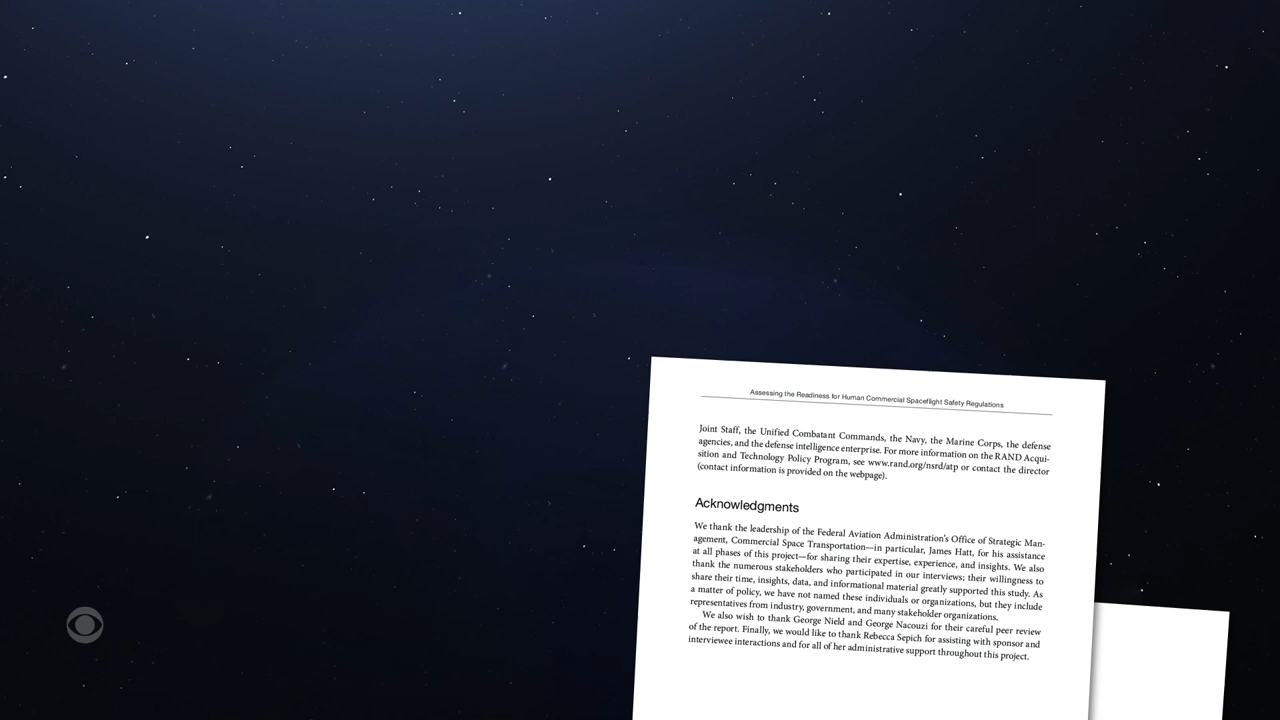 Assessing the Readiness for Human Commercial Spaceflight Safety Regulations
Joint Staff, the Unified Combatant Commands, the Navy, the Marine Corps, the defense
agencies, and the defense intelligence enterprise. For more information on the RAND Acqui-
sition and Technology Policy Program, see www.rand.org/nsrd/atp or contact the director
(contact information is provided on the webpage).
Acknowledgments
We thank the leadership of the Federal Aviation Administration's Office of Strategic Man-
agement, Commercial Space Transportation—in particular, James Hatt, for his assistance
at all phases of this project—for sharing their expertise, experience, and insights. We also
thank the numerous stakeholders who participated in our interviews; their willingness to
share their time, insights, data, and informational material greatly supported this study. As
a matter of policy, we have not named these individuals or organizations, but they include
representatives from industry, government, and many stakeholder organizations.
We also wish to thank George Nield and George Nacouzi for their careful peer review
of the report. Finally, we would like to thank Rebecca Sepich for assisting with sponsor and
interviewee interactions and for all of her administrative support throughout this project.